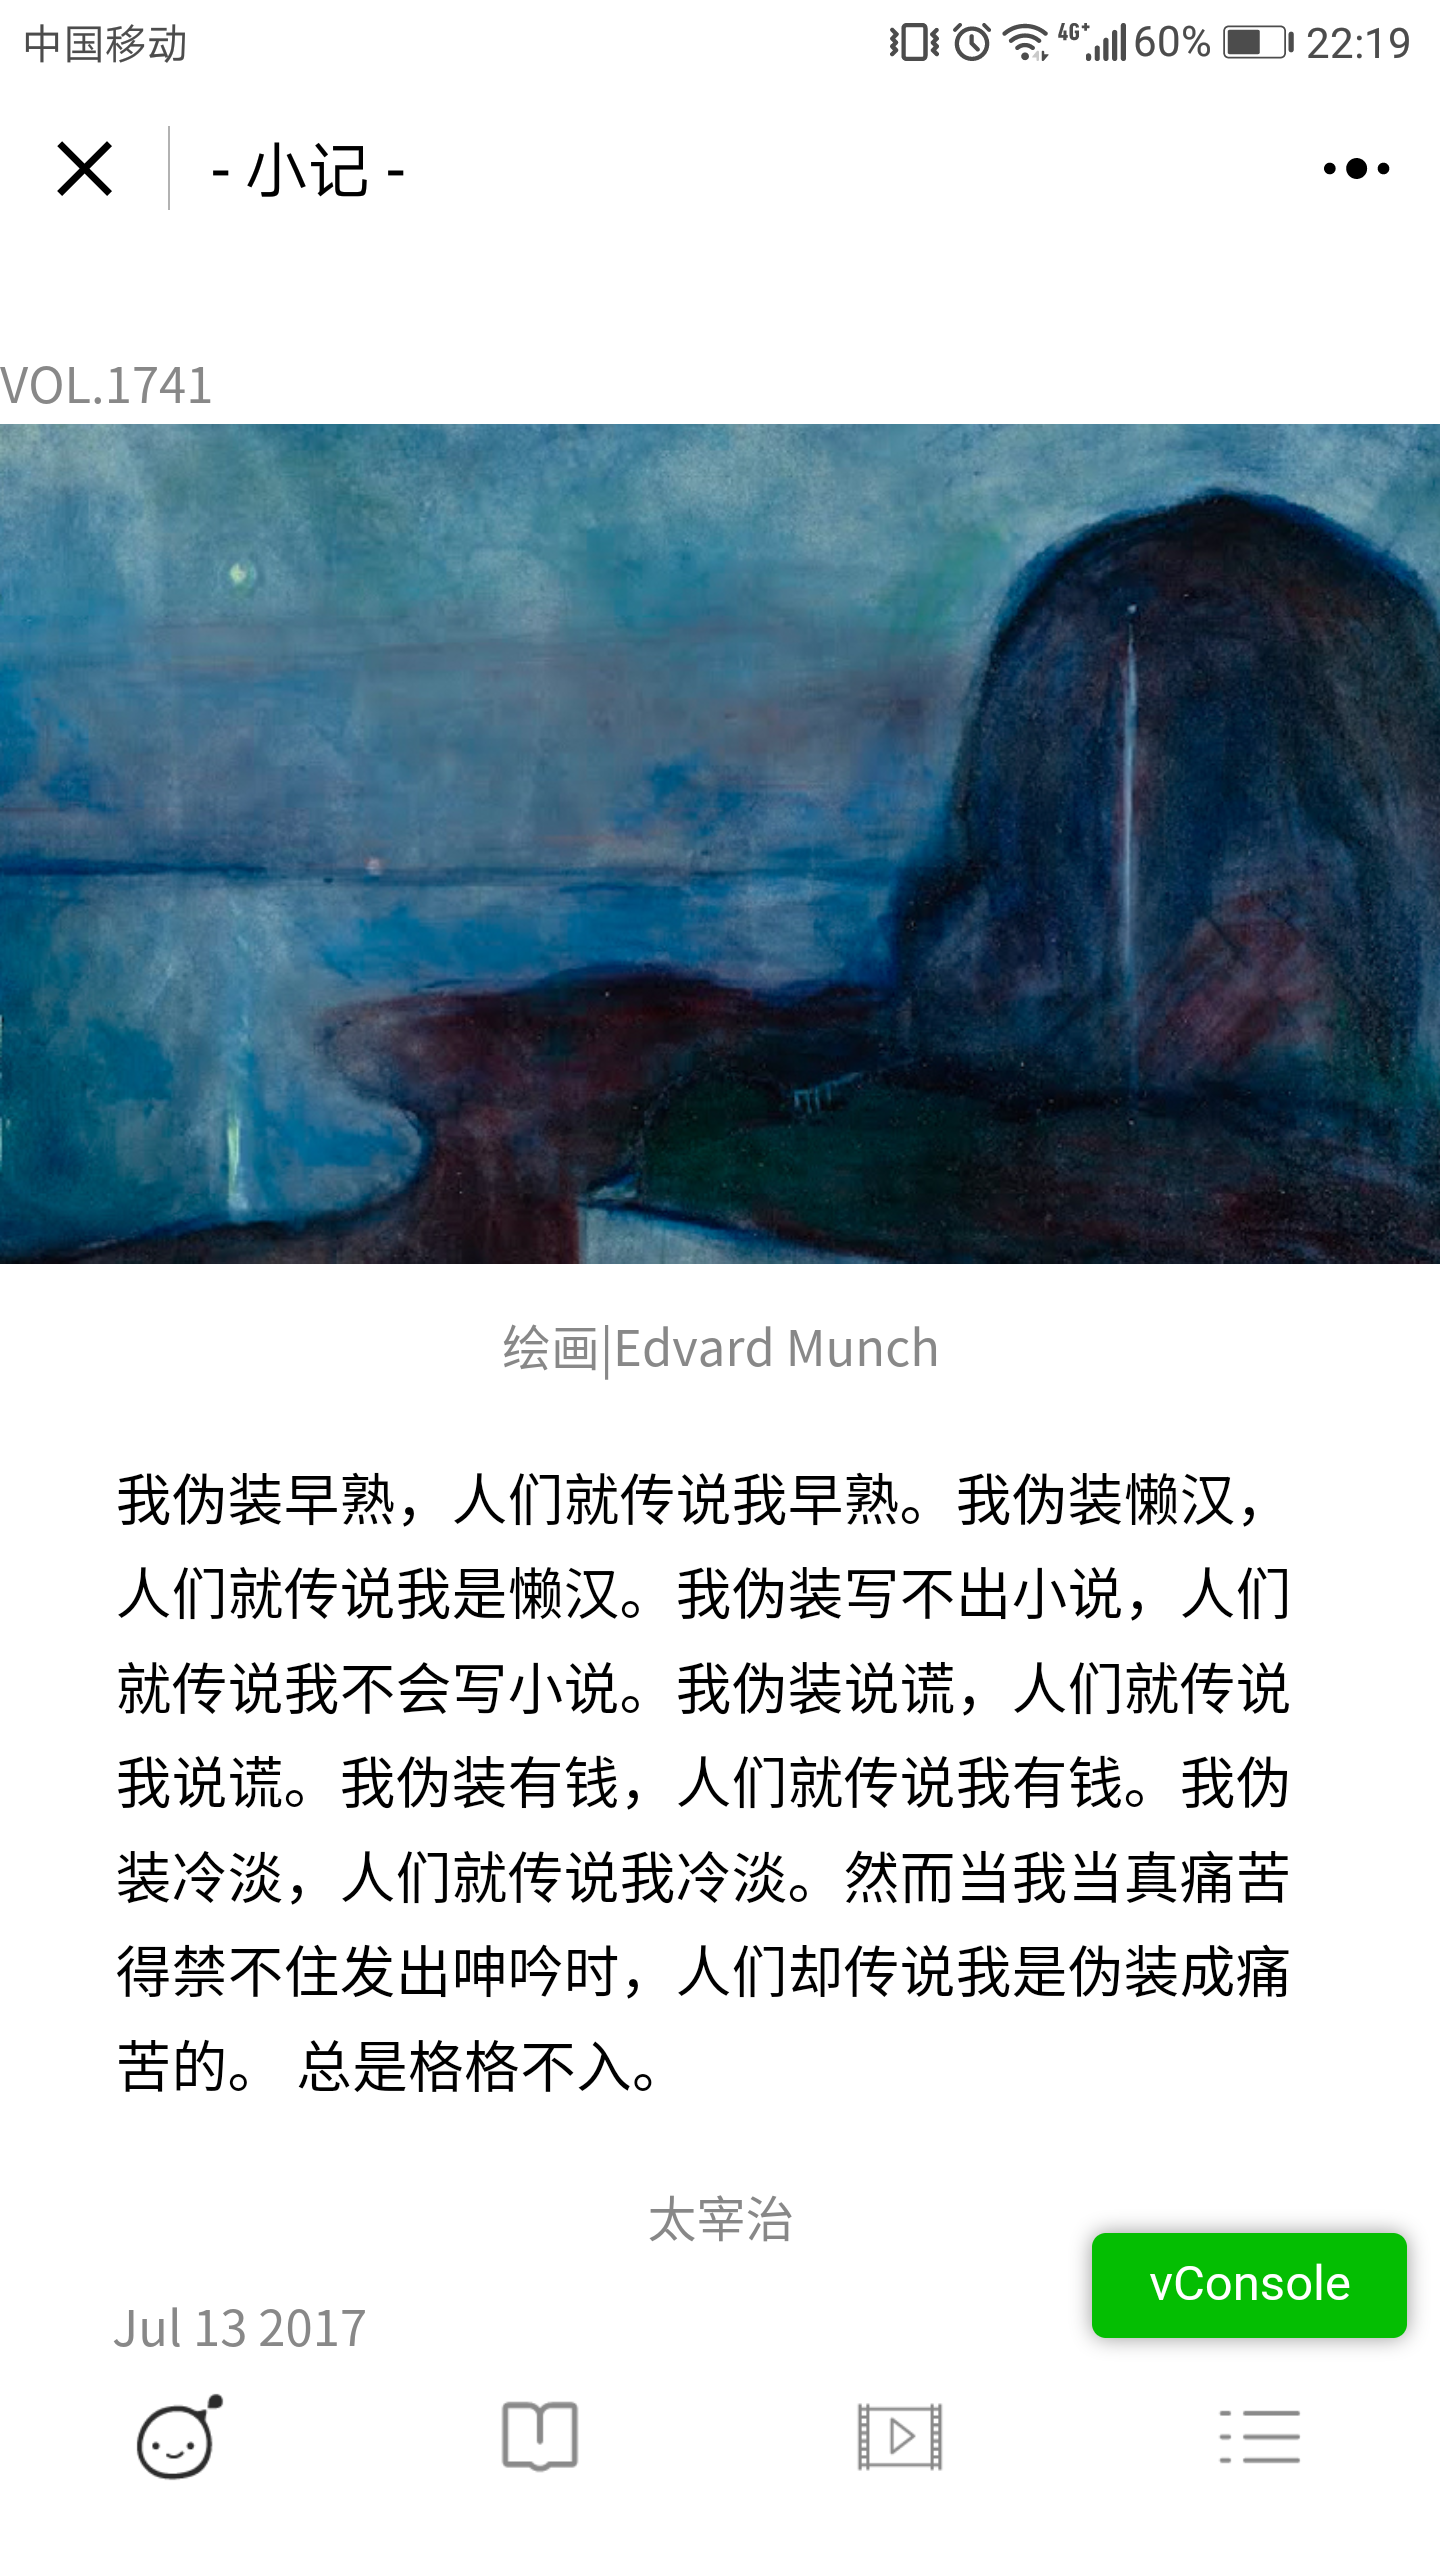 中国移动 4G+ 60% 22:19
- 小记 -
VOL.1741
绘画|Edvard Munch
我伪装早熟，人们就传说我早熟。我伪装懒汉，
人们就传说我是懒汉。我伪装写不出小说，人们
就传说我不会写小说。我伪装说谎，人们就传说
我说谎。我伪装有钱，人们就传说我有钱。我伪
装冷淡，人们就传说我冷淡。然而当我当真痛苦
得禁不住发出呻吟时，人们却传说我是伪装成痛
苦的。 总是格格不入。
太宰治
vConsole
Jul 13 2017